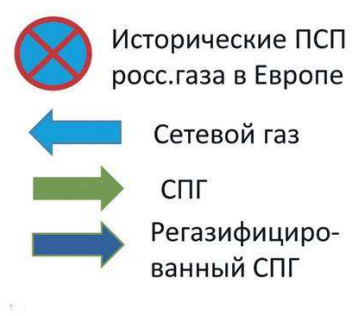 Исторические ПСП
росс.газа в Европе
Сетевой газ
СПГ
Регазифициро-
ванный СПГ